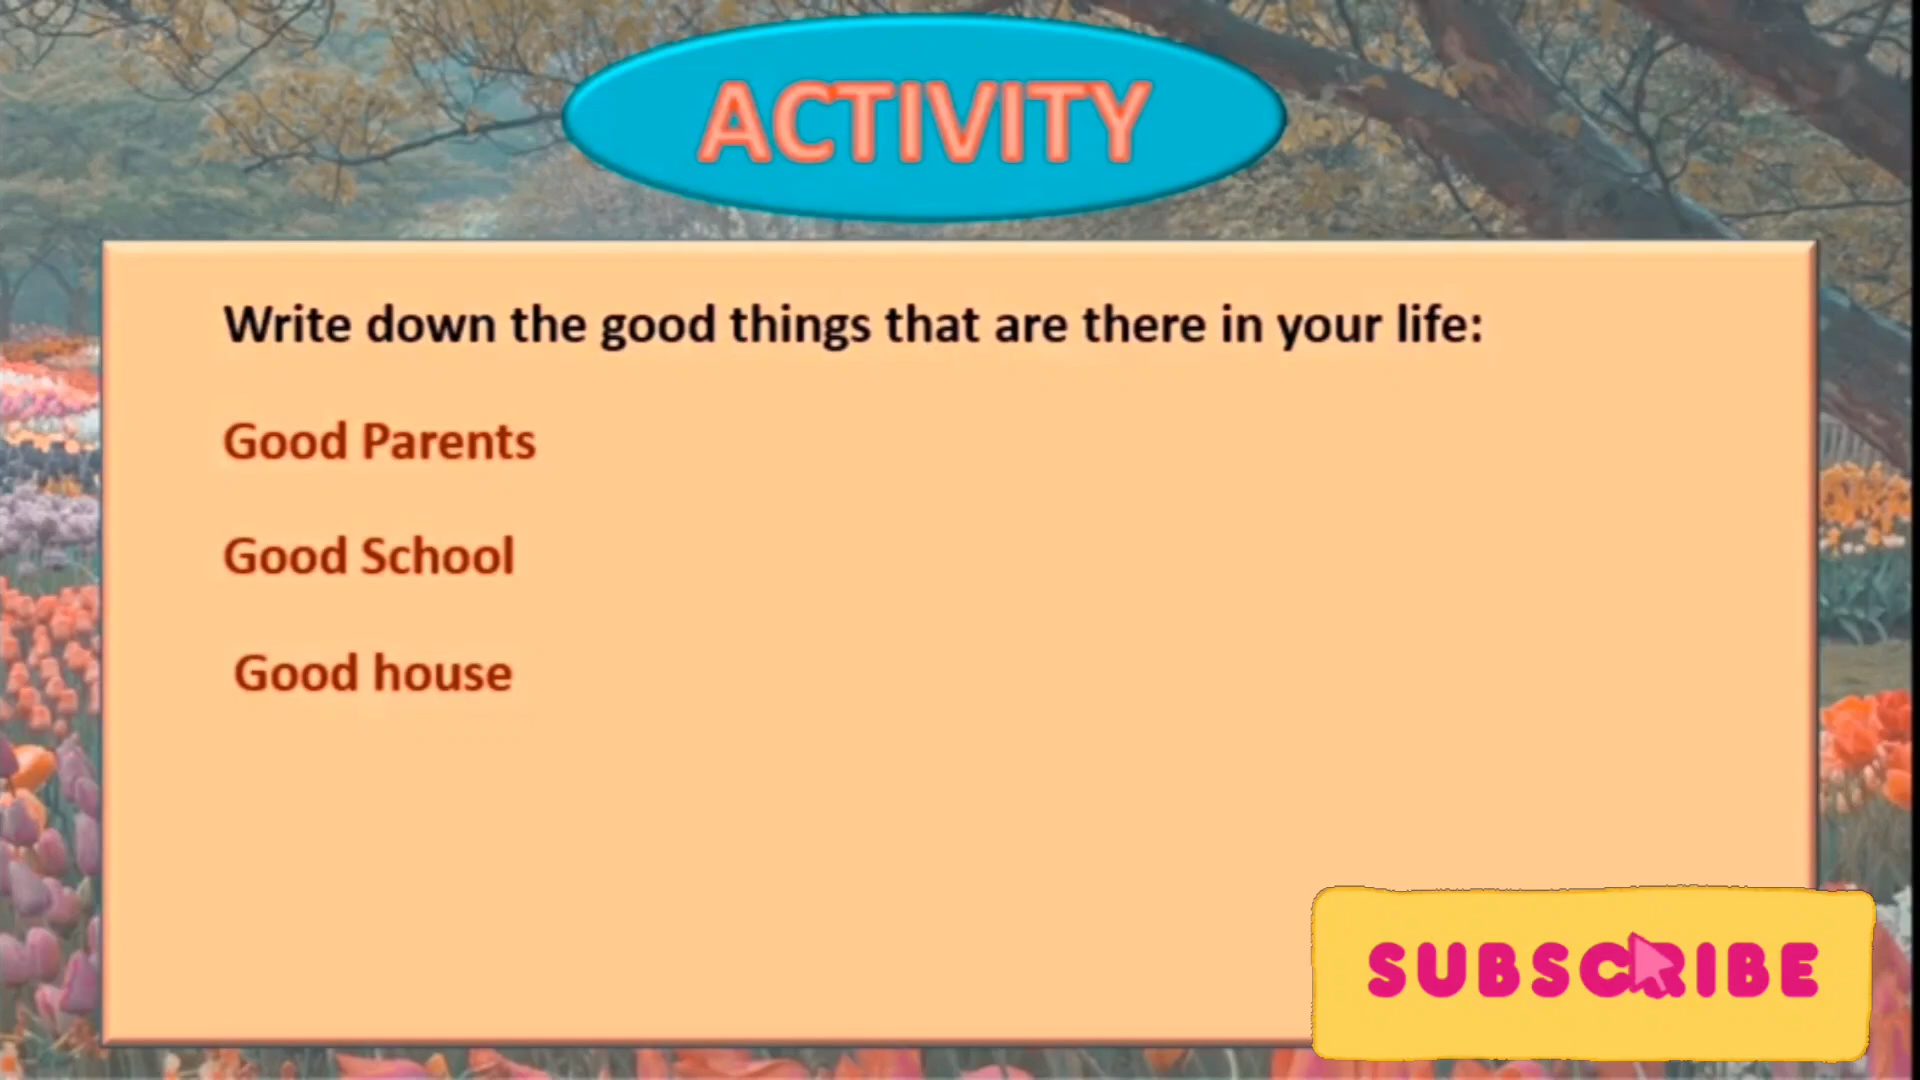 ACTIVITY
Write down the good things that are there in your life:
Good Parents
Good School
Good house
SUBSCRIBE